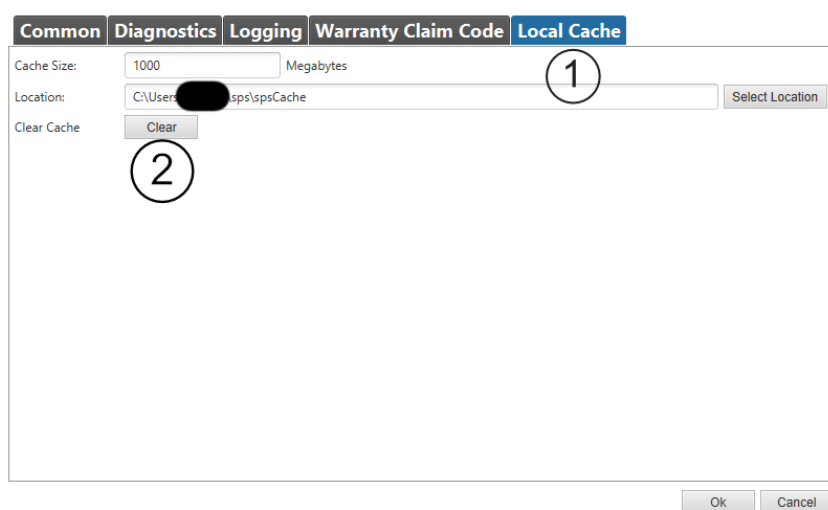 Common Diagnostics Logging Warranty Claim Code Local Cache
1
Cache Size: 1000 Megabytes
Location: C:\Users \sps\spsCache Select Location
Clear Cache Clear
2
Ok Cancel